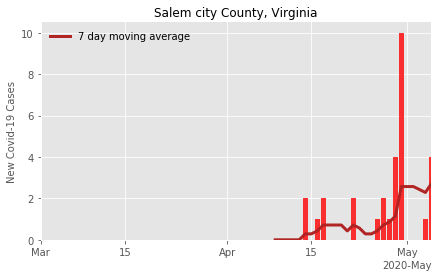 Salem city County, Virginia
7 day moving average
New Covid-19 Cases
10
8
6
4
2
0
Mar 15 Apr 15 May
2020-May